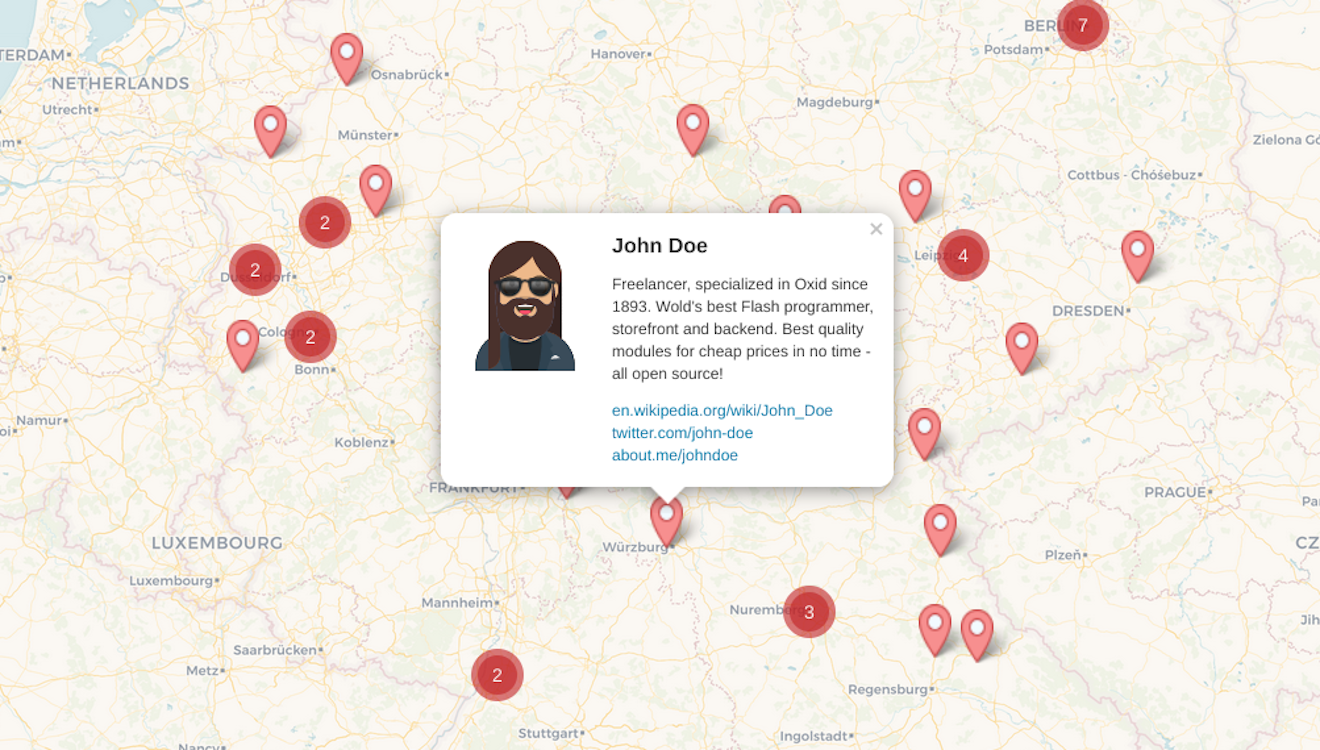 BERLIN
7
TERDAM
Hanover
Potsdam
Osnabrück
NETHERLANDS
Magdeburg
Utrecht
Münster
Zielona Gó
Cottbus - Chóśebuz
2
John Doe
Leipzig
4
2
Düsseldorf
Freelancer, specialized in Oxid since
1893. Wold's best Flash programmer,
storefront and backend. Best quality
modules for cheap prices in no time -
all open source!
DRESDEN
Cologne
2
Bonn
en.wikipedia.org/wiki/John_Doe
twitter.com/john-doe
about.me/johndoe
Namur
Koblenz
FRANKFURT
PRAGUE
LUXEMBOURG
Würzburg
CZ
Plzeň
Luxembourg
Mannheim
Nuremberg
3
Jih
Saarbrücken
Metz
2
Regensburg
Stuttgart
Ingolstadt
Nancy